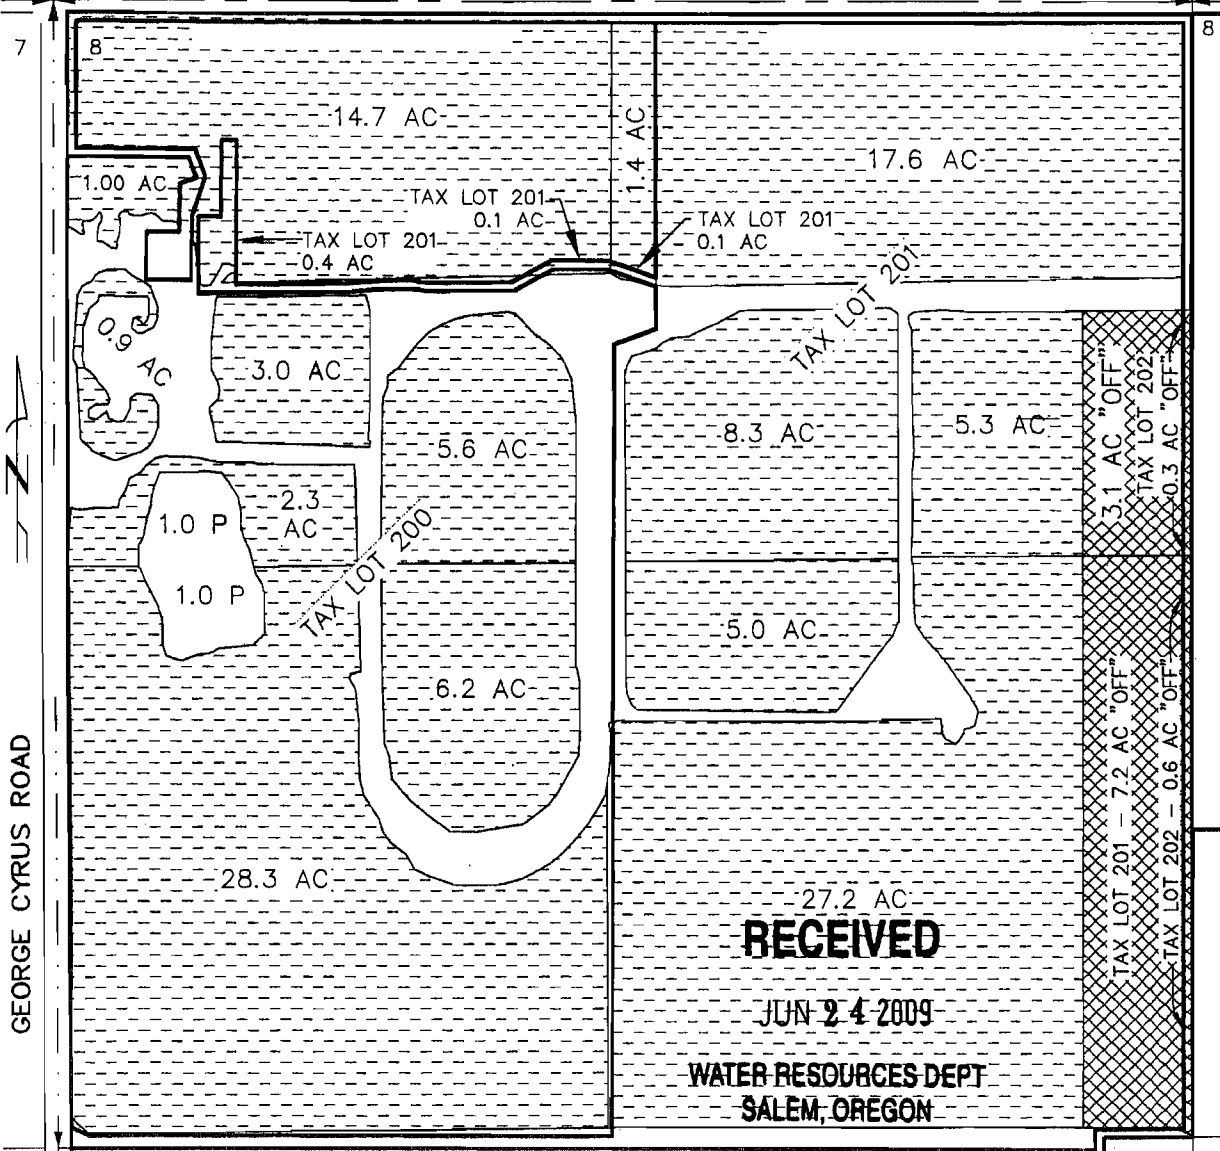 7
8
8
14.7 AC
1.4 AC
17.6 AC
1.00 AC
TAX LOT 201
0.1 AC
TAX LOT 201
0.1 AC
TAX LOT 201
0.4 AC
TAX LOT 201
0.9 AC
3.0 AC
5.6 AC
8.3 AC
5.3 AC
3.1 AC "OFF"
TAX LOT 202
0.3 AC "OFF"
2.3
AC
1.0 P
1.0 P
TAX LOT 200
5.0 AC
6.2 AC
TAX LOT 201 - 7.2 AC "OFF"
TAX LOT 202 - 0.6 AC "OFF"
GEORGE CYRUS ROAD
N
28.3 AC
27.2 AC
RECEIVED
JUN 24 2009
WATER RESOURCES DEPT
SALEM, OREGON